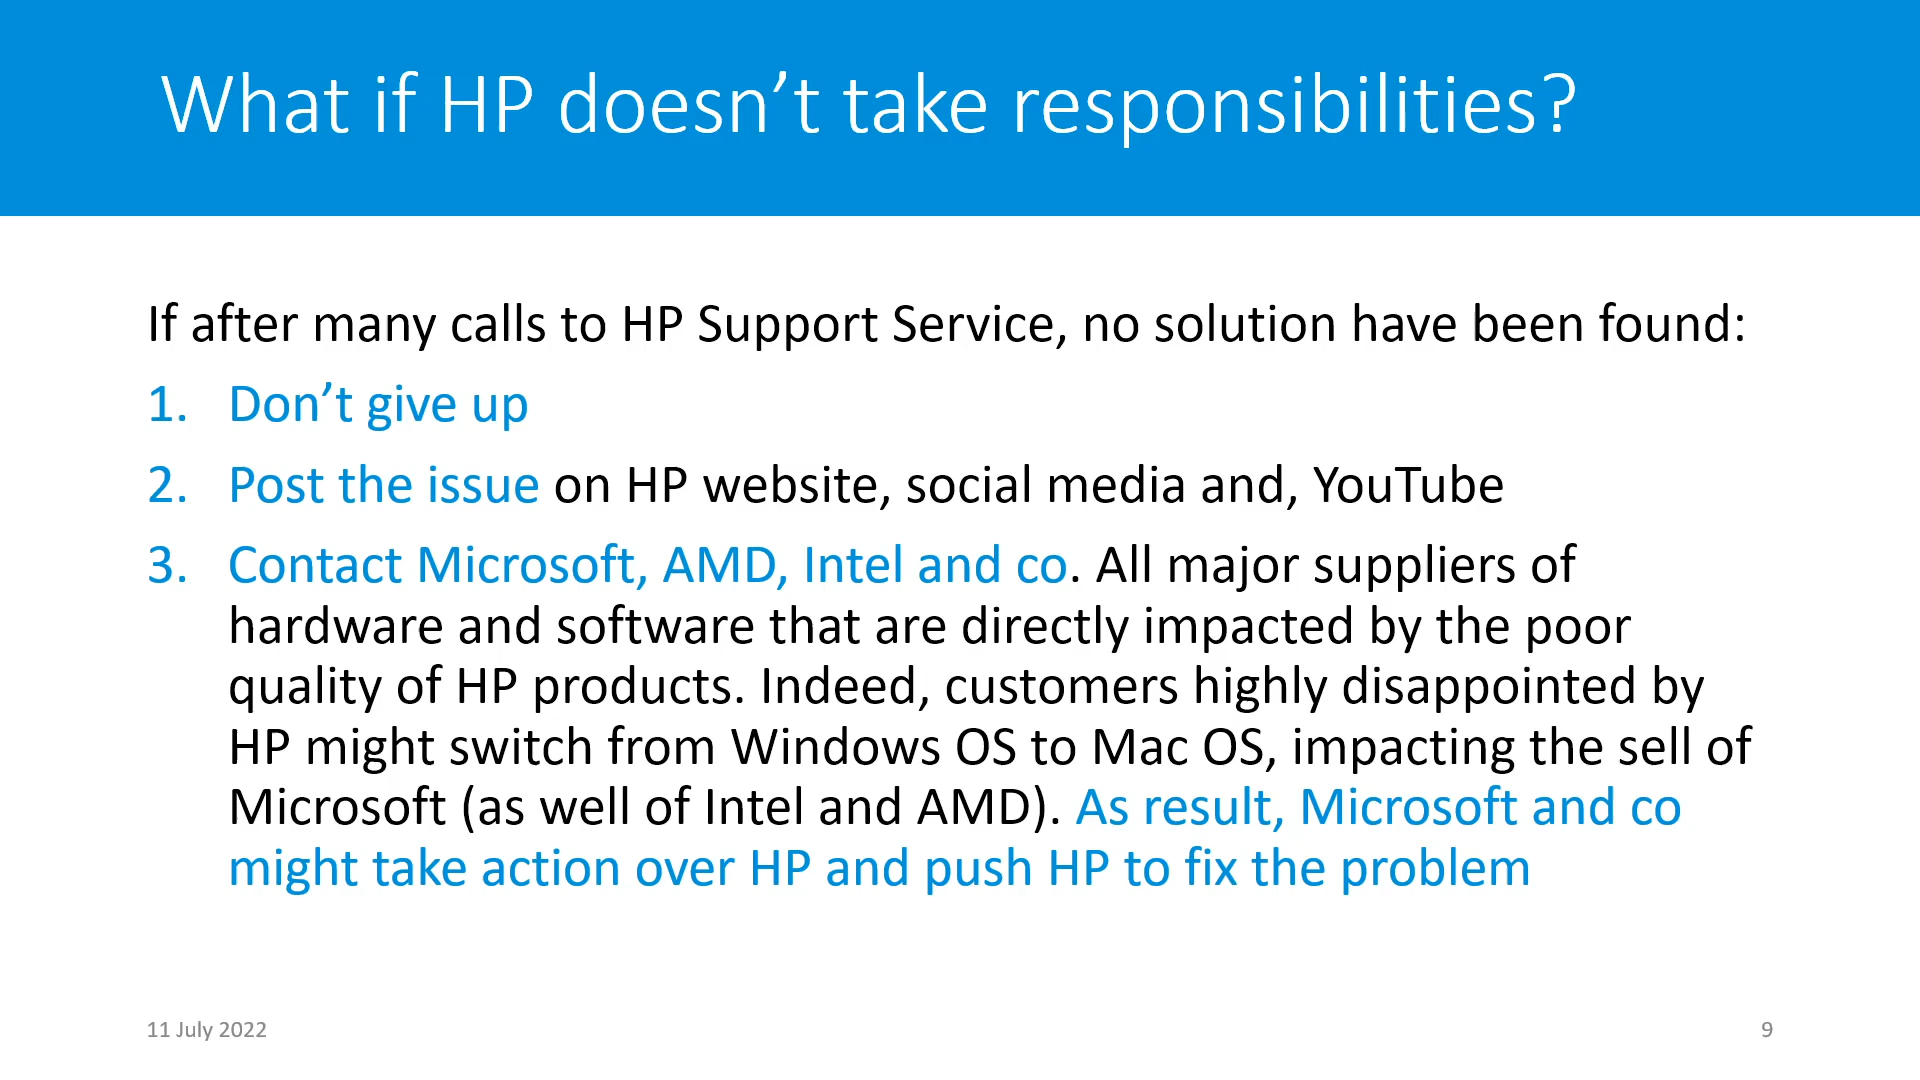 What if HP doesn’t take responsibilities?
If after many calls to HP Support Service, no solution have been found:
1. Don’t give up
2. Post the issue on HP website, social media and, YouTube
3. Contact Microsoft, AMD, Intel and co. All major suppliers of
hardware and software that are directly impacted by the poor
quality of HP products. Indeed, customers highly disappointed by
HP might switch from Windows OS to Mac OS, impacting the sell of
Microsoft (as well of Intel and AMD). As result, Microsoft and co
might take action over HP and push HP to fix the problem
11 July 2022
9